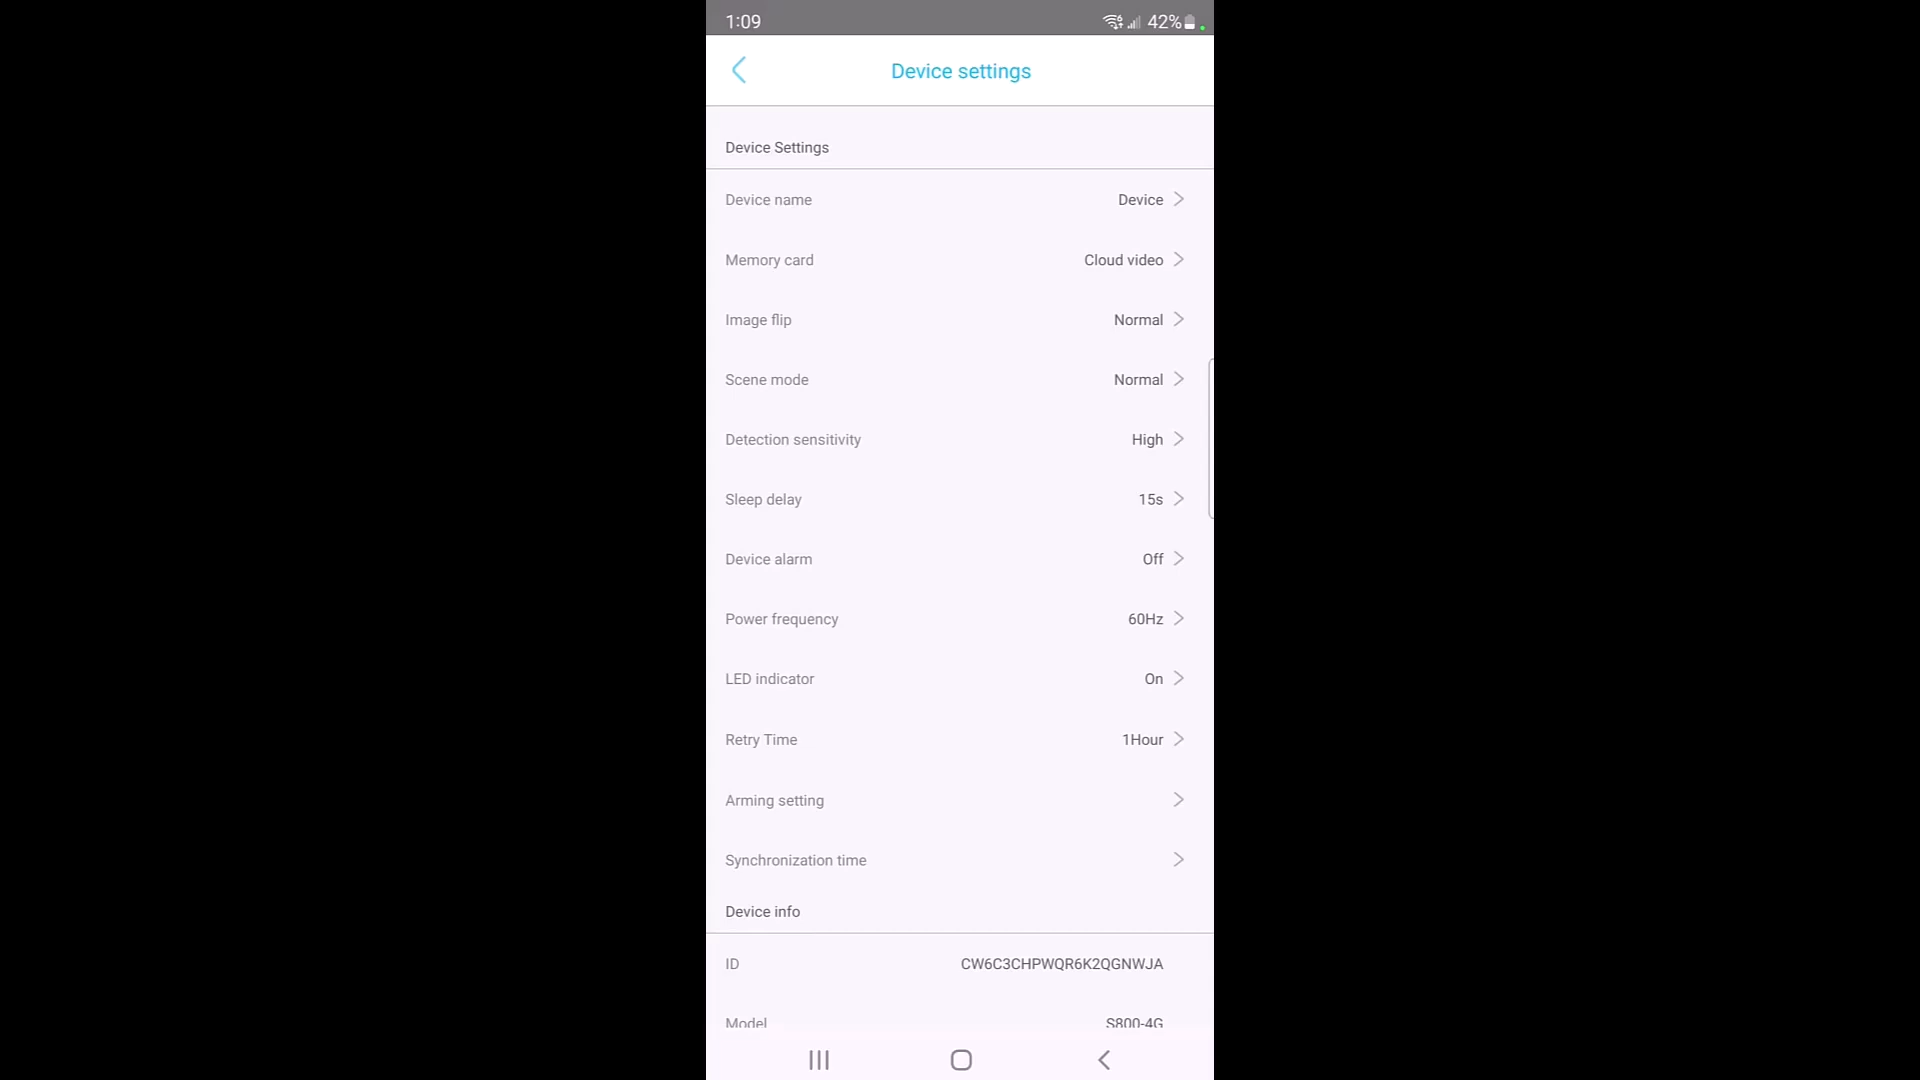 1:09 42%
Device settings
Device Settings
Device name Device
Memory card Cloud video
Image flip Normal
Scene mode Normal
Detection sensitivity High
Sleep delay 15s
Device alarm Off
Power frequency 60Hz
LED indicator On
Retry Time 1Hour
Arming setting
Synchronization time
Device info
ID CW6C3CHPWQR6K2QGNWJA
Model S800-4G